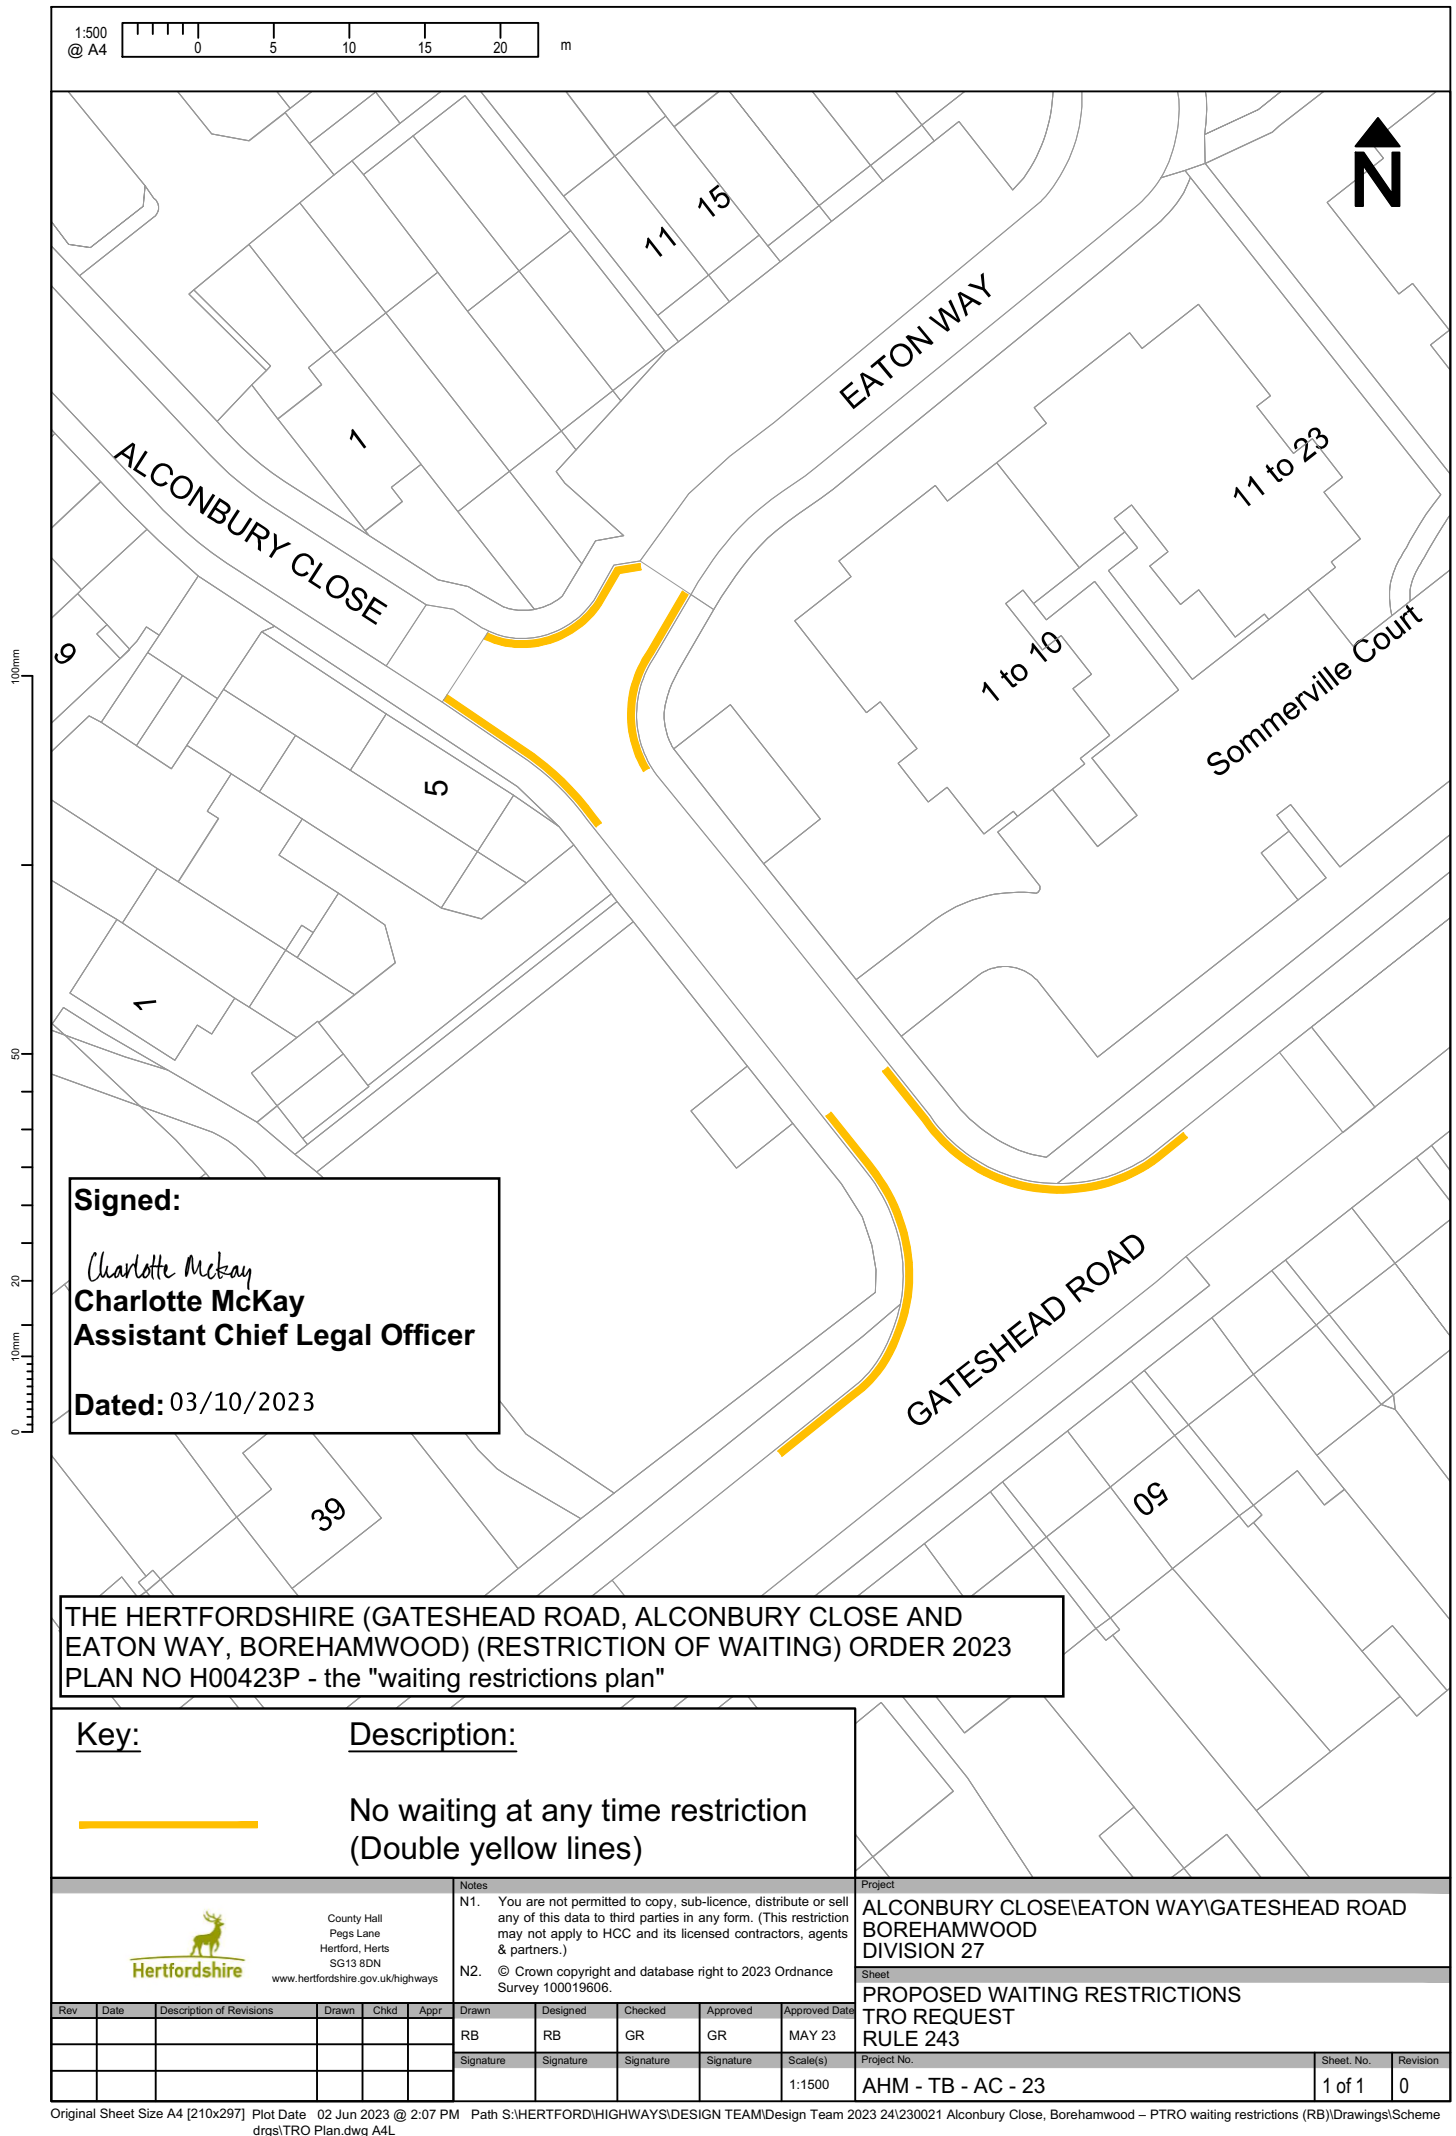 1:500
@ A4
0 5 10 15 20 m
N
11 15
EATON WAY
1
ALCONBURY CLOSE
11 to 23
1 to 10
Sommerville Court
9
5
7
100mm
50
20
10mm
0
GATESHEAD ROAD
Signed:
Charlotte McKay
Charlotte McKay
Assistant Chief Legal Officer
Dated: 03/10/2023
39
50
THE HERTFORDSHIRE (GATESHEAD ROAD, ALCONBURY CLOSE AND
EATON WAY, BOREHAMWOOD) (RESTRICTION OF WAITING) ORDER 2023
PLAN NO H00423P - the "waiting restrictions plan"
Key: Description:
No waiting at any time restriction
(Double yellow lines)
Hertfordshire
County Hall
Pegs Lane
Hertford, Herts
SG13 8DN
www.hertfordshire.gov.uk/highways
Notes
N1. You are not permitted to copy, sub-licence, distribute or sell
any of this data to third parties in any form. (This restriction
may not apply to HCC and its licensed contractors, agents
& partners.)
N2. © Crown copyright and database right to 2023 Ordnance
Survey 100019606.
Project
ALCONBURY CLOSE\EATON WAY\GATESHEAD ROAD
BOREHAMWOOD
DIVISION 27
Sheet
PROPOSED WAITING RESTRICTIONS
TRO REQUEST
RULE 243
Rev Date Description of Revisions Drawn Chkd Appr
Drawn Designed Checked Approved Approved Date
RB RB GR GR MAY 23
Signature Signature Signature Signature Scale(s)
1:1500
Project No. Sheet. No. Revision
AHM - TB - AC - 23 1 of 1 0
Original Sheet Size A4 [210x297] Plot Date 02 Jun 2023 @ 2:07 PM Path S:\HERTFORD\HIGHWAYS\DESIGN TEAM\Design Team 2023 24\230021 Alconbury Close, Borehamwood – PTRO waiting restrictions (RB)\Drawings\Scheme
drgs\TRO Plan.dwg A4L